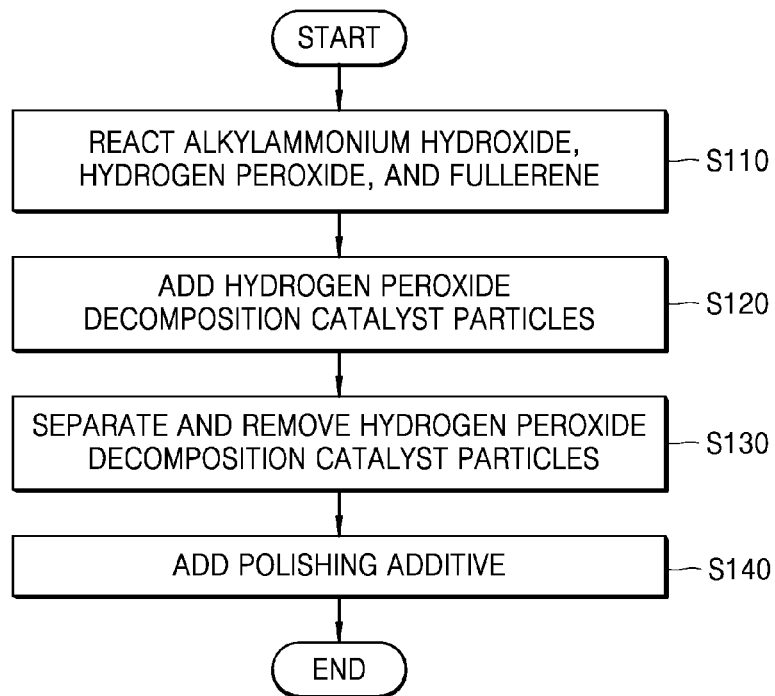 START
REACT ALKYLAMMONIUM HYDROXIDE,
HYDROGEN PEROXIDE, AND FULLERENE
S110
ADD HYDROGEN PEROXIDE
DECOMPOSITION CATALYST PARTICLES
S120
SEPARATE AND REMOVE HYDROGEN PEROXIDE
DECOMPOSITION CATALYST PARTICLES
S130
ADD POLISHING ADDITIVE
S140
END